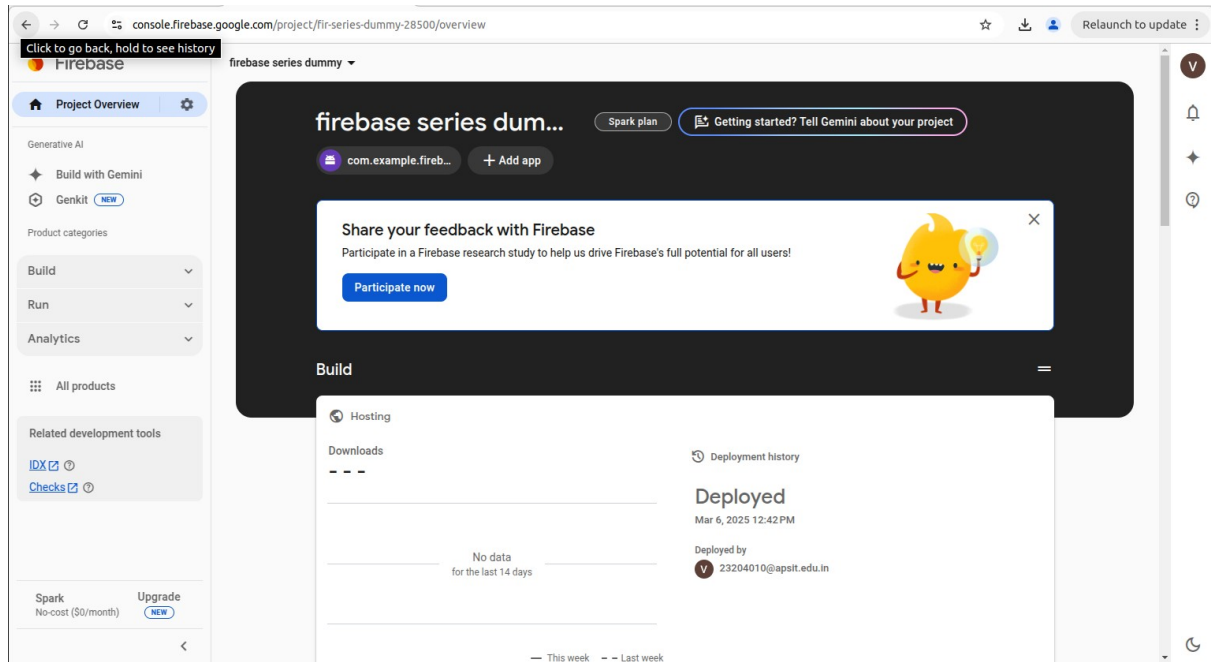 console.firebase.google.com/project/fir-series-dummy-28500/overview
Relaunch to update
Click to go back, hold to see history
Firebase
firebase series dummy
V
Project Overview
Generative AI
Build with Gemini
Genkit NEW
Product categories
Build
Run
Analytics
All products
Related development tools
IDX
Checks
Spark
No-cost ($0/month)
Upgrade
NEW
firebase series dum...
Spark plan
Getting started? Tell Gemini about your project
com.example.fireb...
+ Add app
Share your feedback with Firebase
Participate in a Firebase research study to help us drive Firebase's full potential for all users!
Participate now
Build
Hosting
Downloads
- - -
No data
for the last 14 days
This week
Last week
Deployment history
Deployed
Mar 6, 2025 12:42 PM
Deployed by
V 23204010@apsit.edu.in